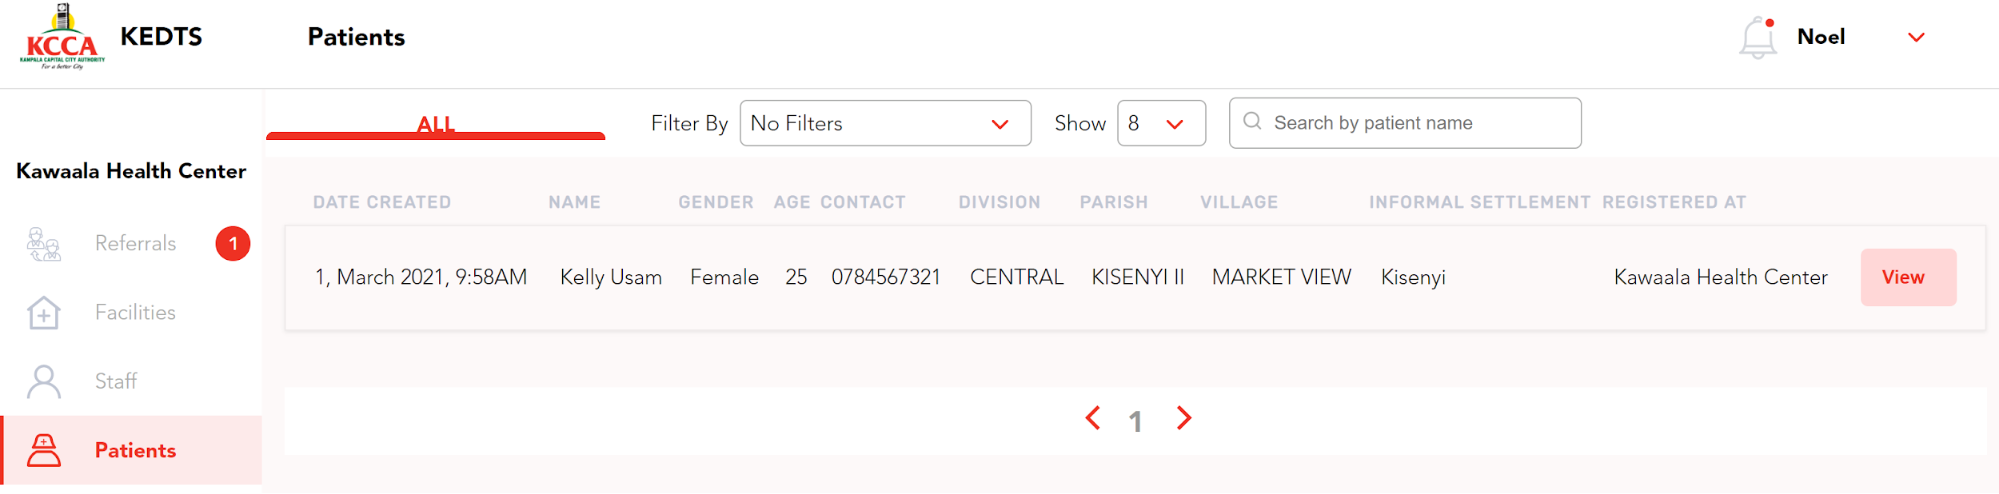 KCCA
KAMPALA CAPITAL CITY AUTHORITY
For a better City
KEDTS
Patients
Noel
Kawaala Health Center
Referrals 1
Facilities
Staff
Patients
ALL
Filter By No Filters Show 8 Search by patient name
DATE CREATED NAME GENDER AGE CONTACT DIVISION PARISH VILLAGE INFORMAL SETTLEMENT REGISTERED AT
1, March 2021, 9:58AM Kelly Usam Female 25 0784567321 CENTRAL KISENYI II MARKET VIEW Kisenyi Kawaala Health Center View
1